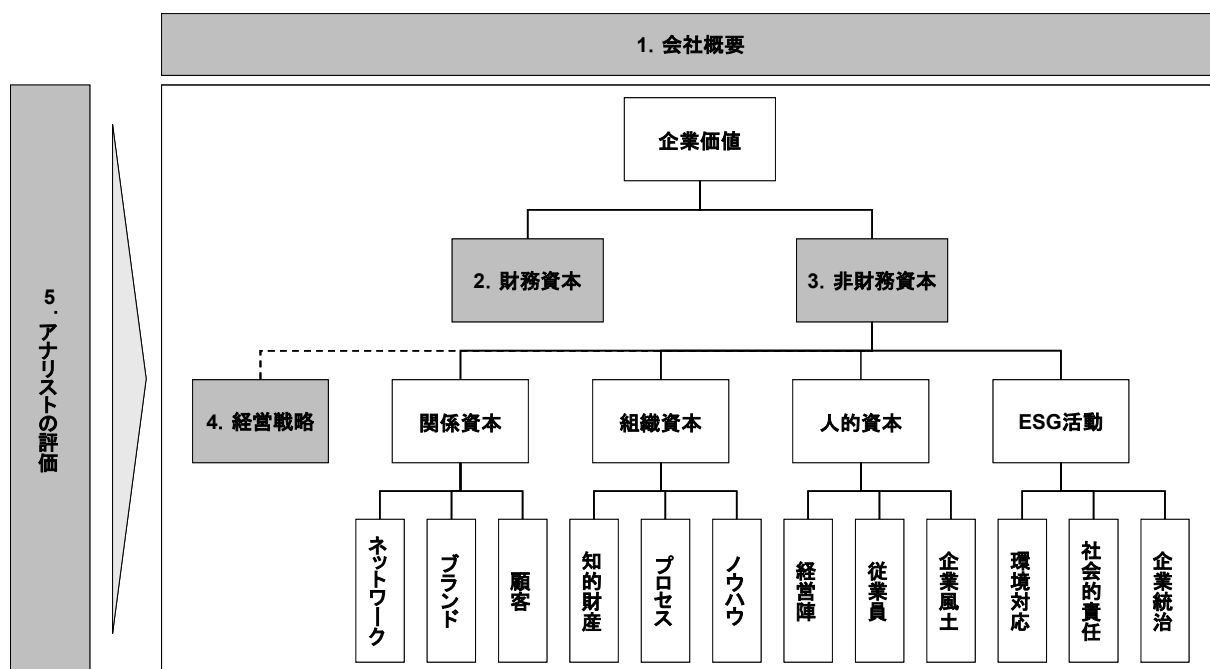 1. 会社概要
企業価値
2. 財務資本
3. 非財務資本
5. アナリストの評価
4. 経営戦略
関係資本
組織資本
人的資本
ESG活動
ネットワーク
ブランド
顧客
知的財産
プロセス
ノウハウ
経営陣
従業員
企業風土
環境対応
社会的責任
企業統治